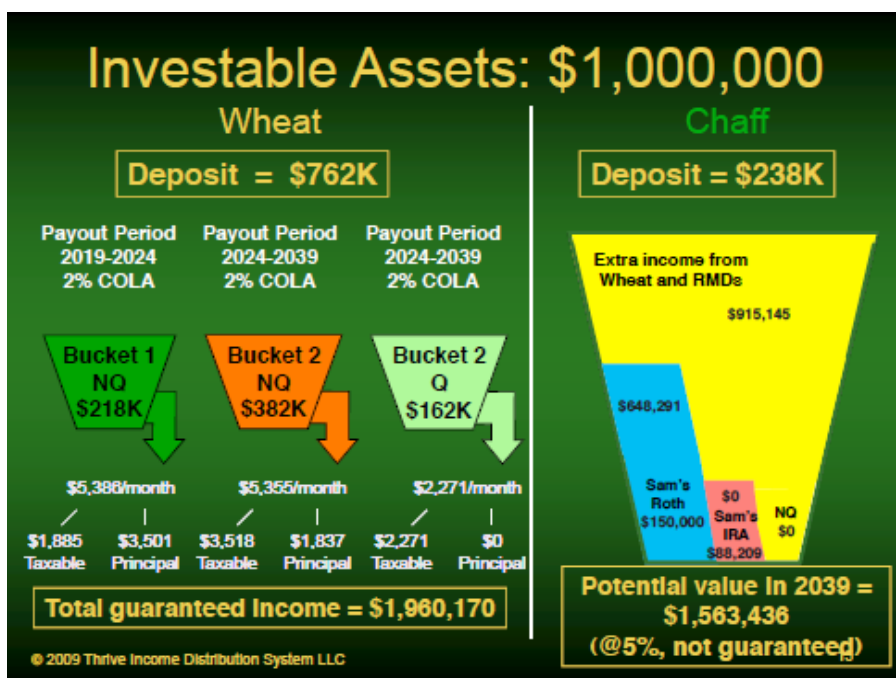 Investable Assets: $1,000,000
Wheat
Deposit = $762K
Payout Period
2019-2024
2% COLA
Payout Period
2024-2039
2% COLA
Payout Period
2024-2039
2% COLA
Bucket 1
NQ
$218K
Bucket 2
NQ
$382K
Bucket 2
Q
$162K
$5,386/month
$5,355/month
$2,271/month
$1,885
Taxable
$3,501
Principal
$3,518
Taxable
$1,837
Principal
$2,271
Taxable
$0
Principal
Total guaranteed Income = $1,960,170
© 2009 Thrive Income Distribution System LLC
Chaff
Deposit = $238K
Extra income from
Wheat and RMDs
$915,145
$648,291
Sam's
Roth
$150,000
$0
Sam's
IRA
$88,209
NQ
$0
Potential value in 2039 =
$1,563,436
(@5%, not guaranteed)